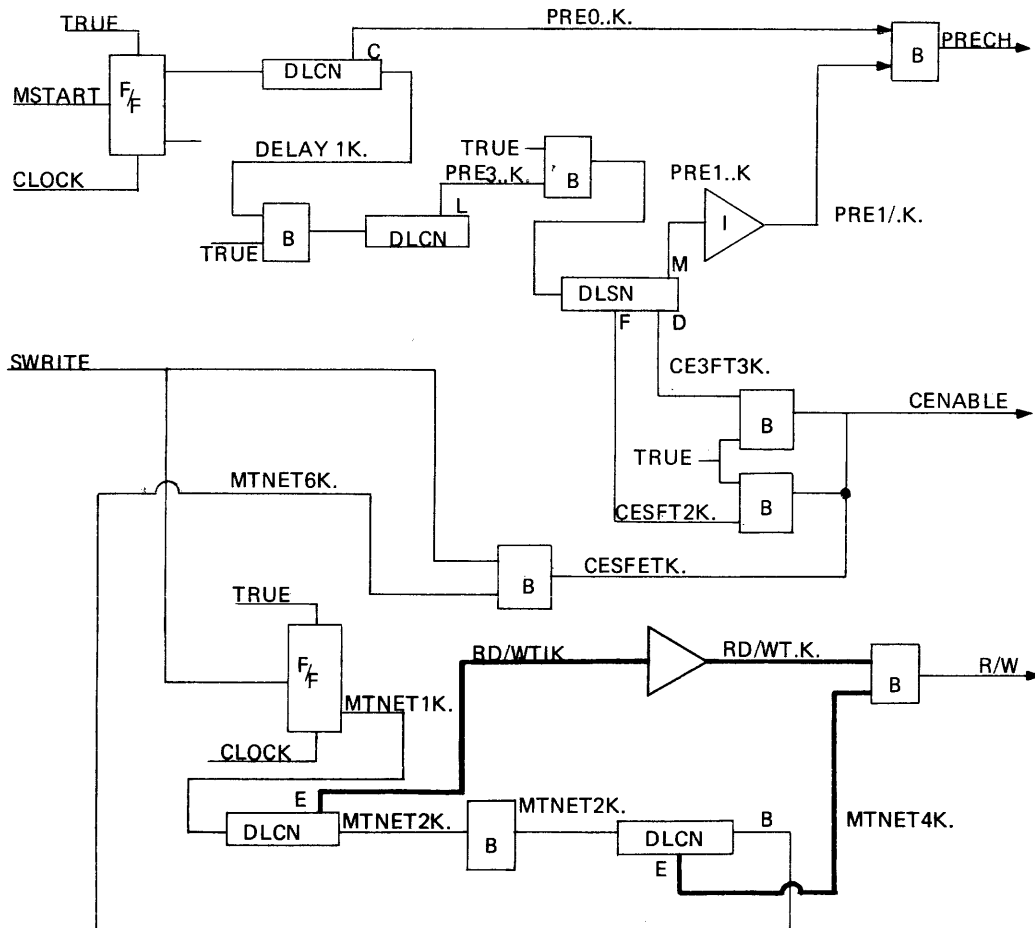 TRUE
PRE0..K.
C
B
PRECH
DLCN
F/F
MSTART
DELAY 1K.
TRUE
B
PRE3..K.
PRE1..K
CLOCK
L
I
PRE1/.K.
B
DLCN
TRUE
M
DLSN
F
D
SWRITE
CE3FT3K.
CENABLE
B
TRUE
MTNET6K.
B
CESFT2K.
CESFETK.
B
TRUE
F/F
RD/WTIK
RD/WT.K.
R/W
B
MTNET1K.
CLOCK
E
MTNET2K.
MTNET2K.
B
MTNET4K.
DLCN
B
DLCN
E